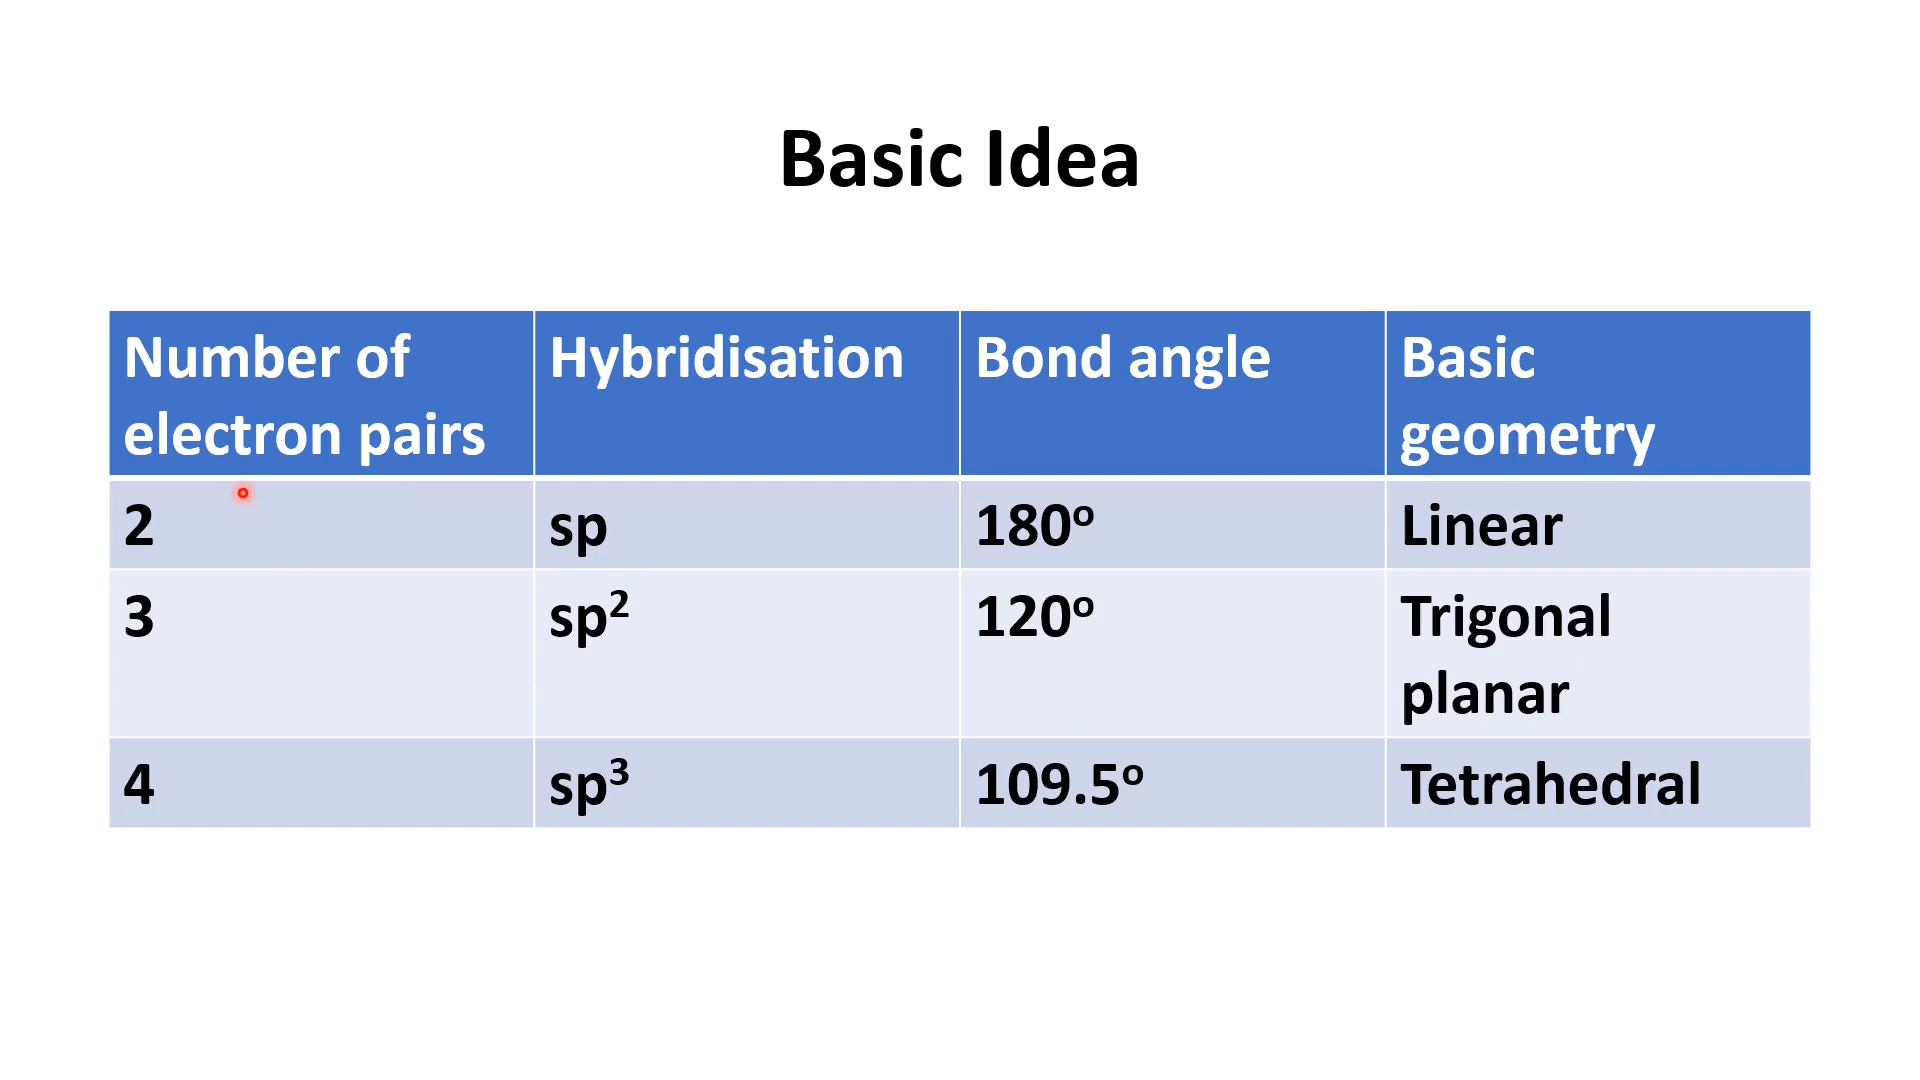 Basic Idea
Number of electron pairs
Hybridisation
Bond angle
Basic geometry
2
sp
180º
Linear
3
sp²
120º
Trigonal planar
4
sp³
109.5º
Tetrahedral